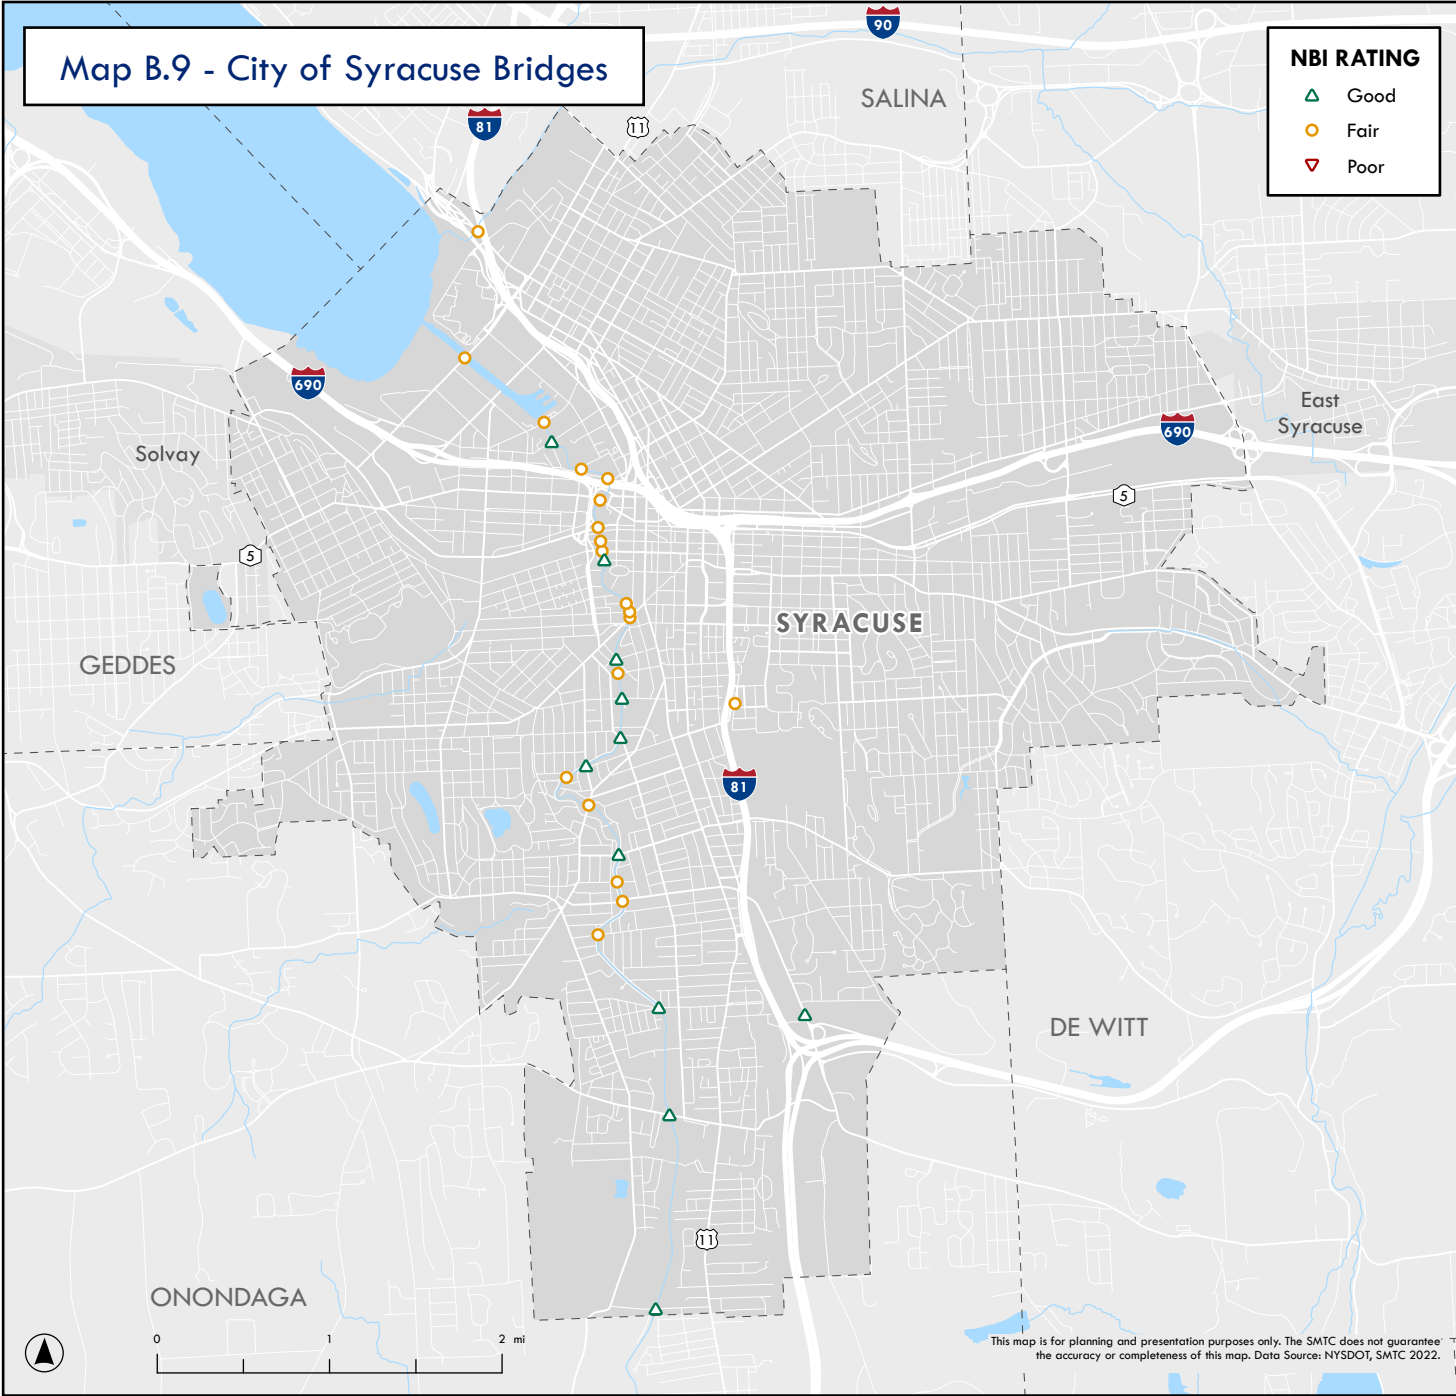 Map B.9 - City of Syracuse Bridges
90
NBI RATING
Good
Fair
Poor
SALINA
81
11
690
East
Syracuse
690
Solvay
5
5
SYRACUSE
GEDDES
81
DE WITT
11
ONONDAGA
0 1 2 mi
This map is for planning and presentation purposes only. The SMTC does not guarantee
the accuracy or completeness of this map. Data Source: NYSDOT, SMTC 2022.